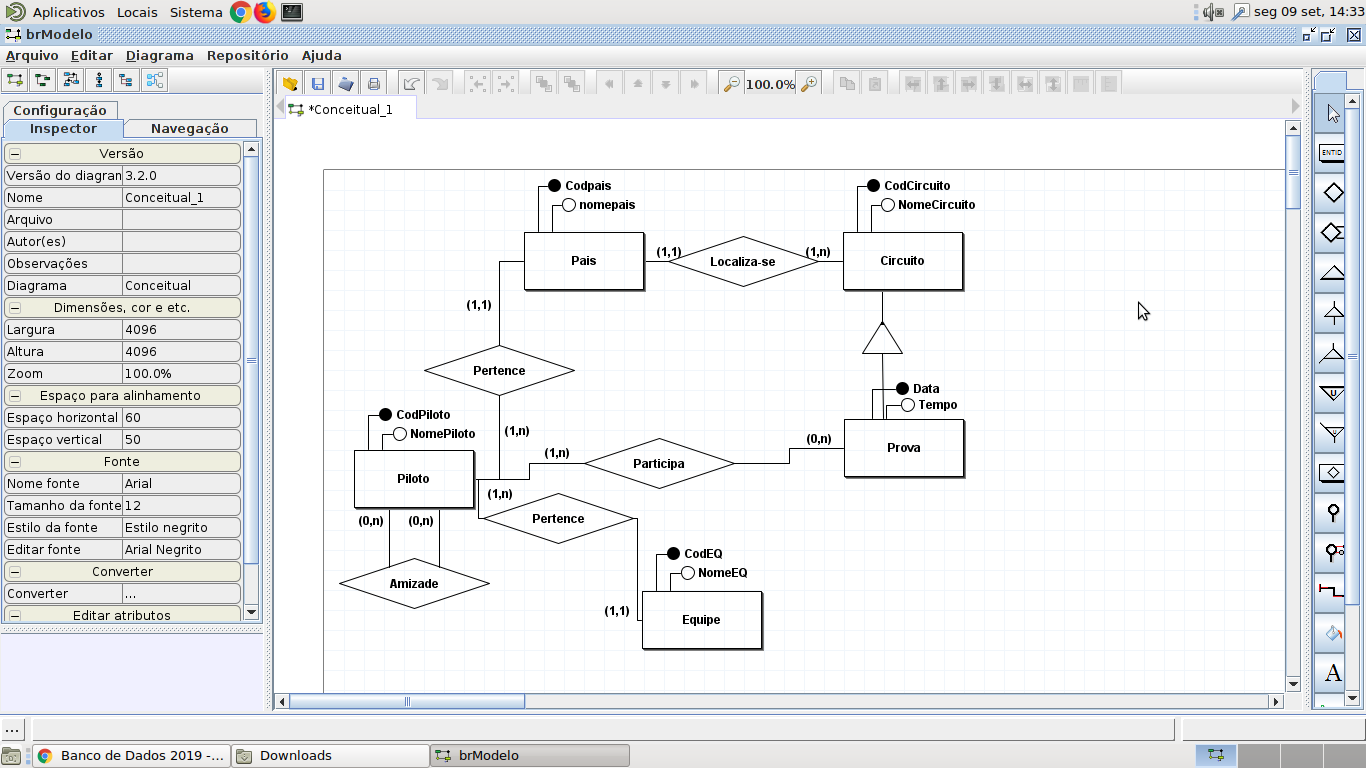 Aplicativos Locais Sistema seg 09 set, 14:33
brModelo
Arquivo Editar Diagrama Repositório Ajuda
100.0%
Configuração
Inspector Navegação
*Conceitual_1
Versão
Versão do diagran 3.2.0
Nome Conceitual_1
Arquivo
Autor(es)
Observações
Diagrama Conceitual
Dimensões, cor e etc.
Largura 4096
Altura 4096
Zoom 100.0%
Espaço para alinhamento
Espaço horizontal 60
Espaço vertical 50
Fonte
Nome fonte Arial
Tamanho da fonte 12
Estilo da fonte Estilo negrito
Editar fonte Arial Negrito
Converter
Converter ...
Editar atributos
Codpais
nomepais
CodCircuito
NomeCircuito
Pais
(1,1)
Localiza-se
(1,n)
Circuito
(1,1)
Pertence
Data
Tempo
CodPiloto
NomePiloto
(1,n)
(1,n)
Participa
(0,n)
Prova
Piloto
(1,n)
Pertence
(0,n) (0,n)
Amizade
CodEQ
NomeEQ
(1,1)
Equipe
ENTID
A
...
Banco de Dados 2019 -... Downloads brModelo